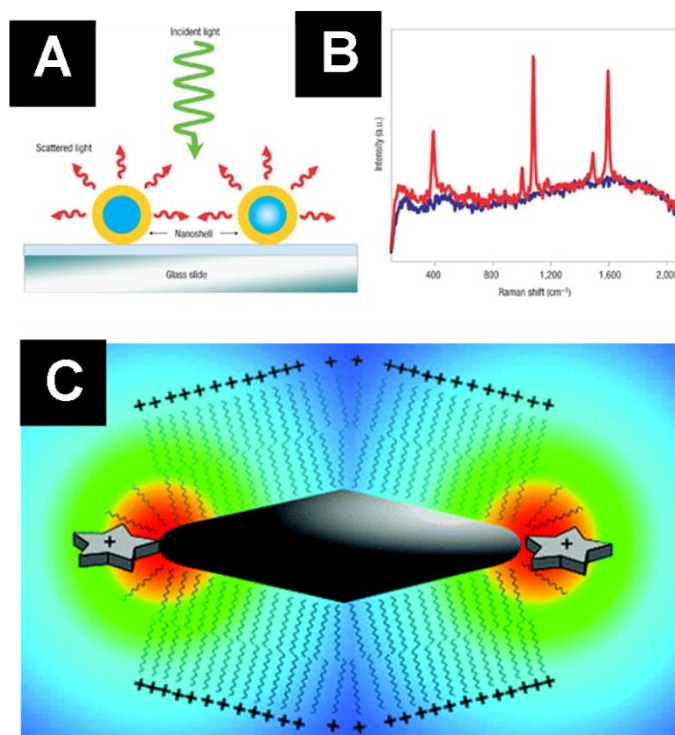 A
Incident light
Scattered light
Nanoshell
Glass slide
B
Intensity (a.u.)
400 800 1,200 1,600 2,0
Raman shift (cm⁻¹)
C
+ + + + + + + + + + + + + + + + + + + + + + + + + + + +
+ +
+ + + + + + + + + + + + + + + + + + + + + + + + + + + +